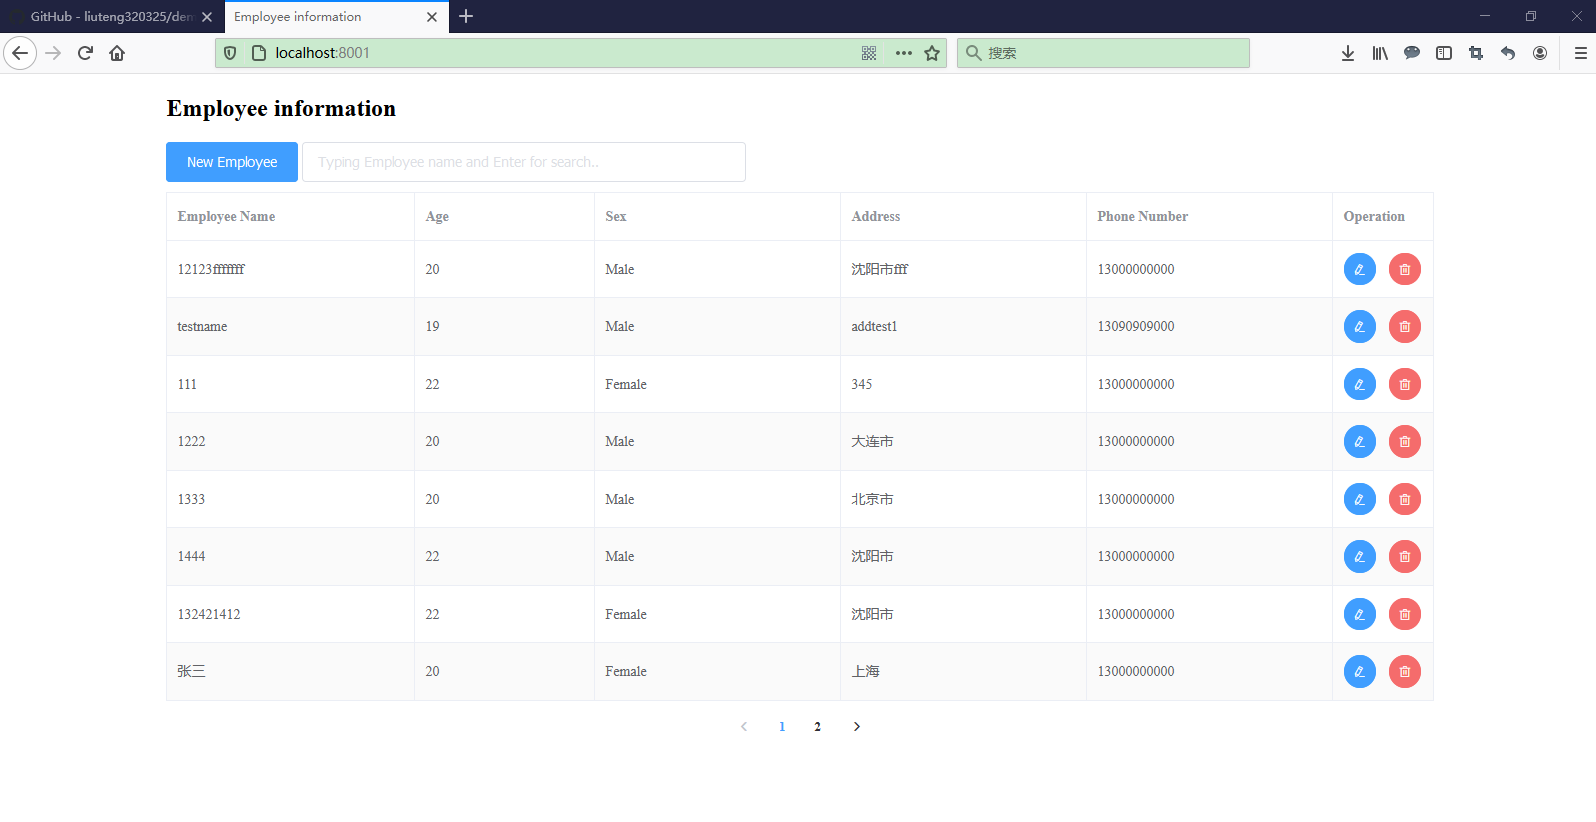 GitHub - liuteng320325/dem
Employee information
localhost:8001
搜索
Employee information
New Employee
Typing Employee name and Enter for search..
Employee Name Age Sex Address Phone Number Operation
12123fffffff 20 Male 沈阳市fff 13000000000
testname 19 Male addtest1 13090909000
111 22 Female 345 13000000000
1222 20 Male 大连市 13000000000
1333 20 Male 北京市 13000000000
1444 22 Male 沈阳市 13000000000
132421412 22 Female 沈阳市 13000000000
张三 20 Female 上海 13000000000
1 2